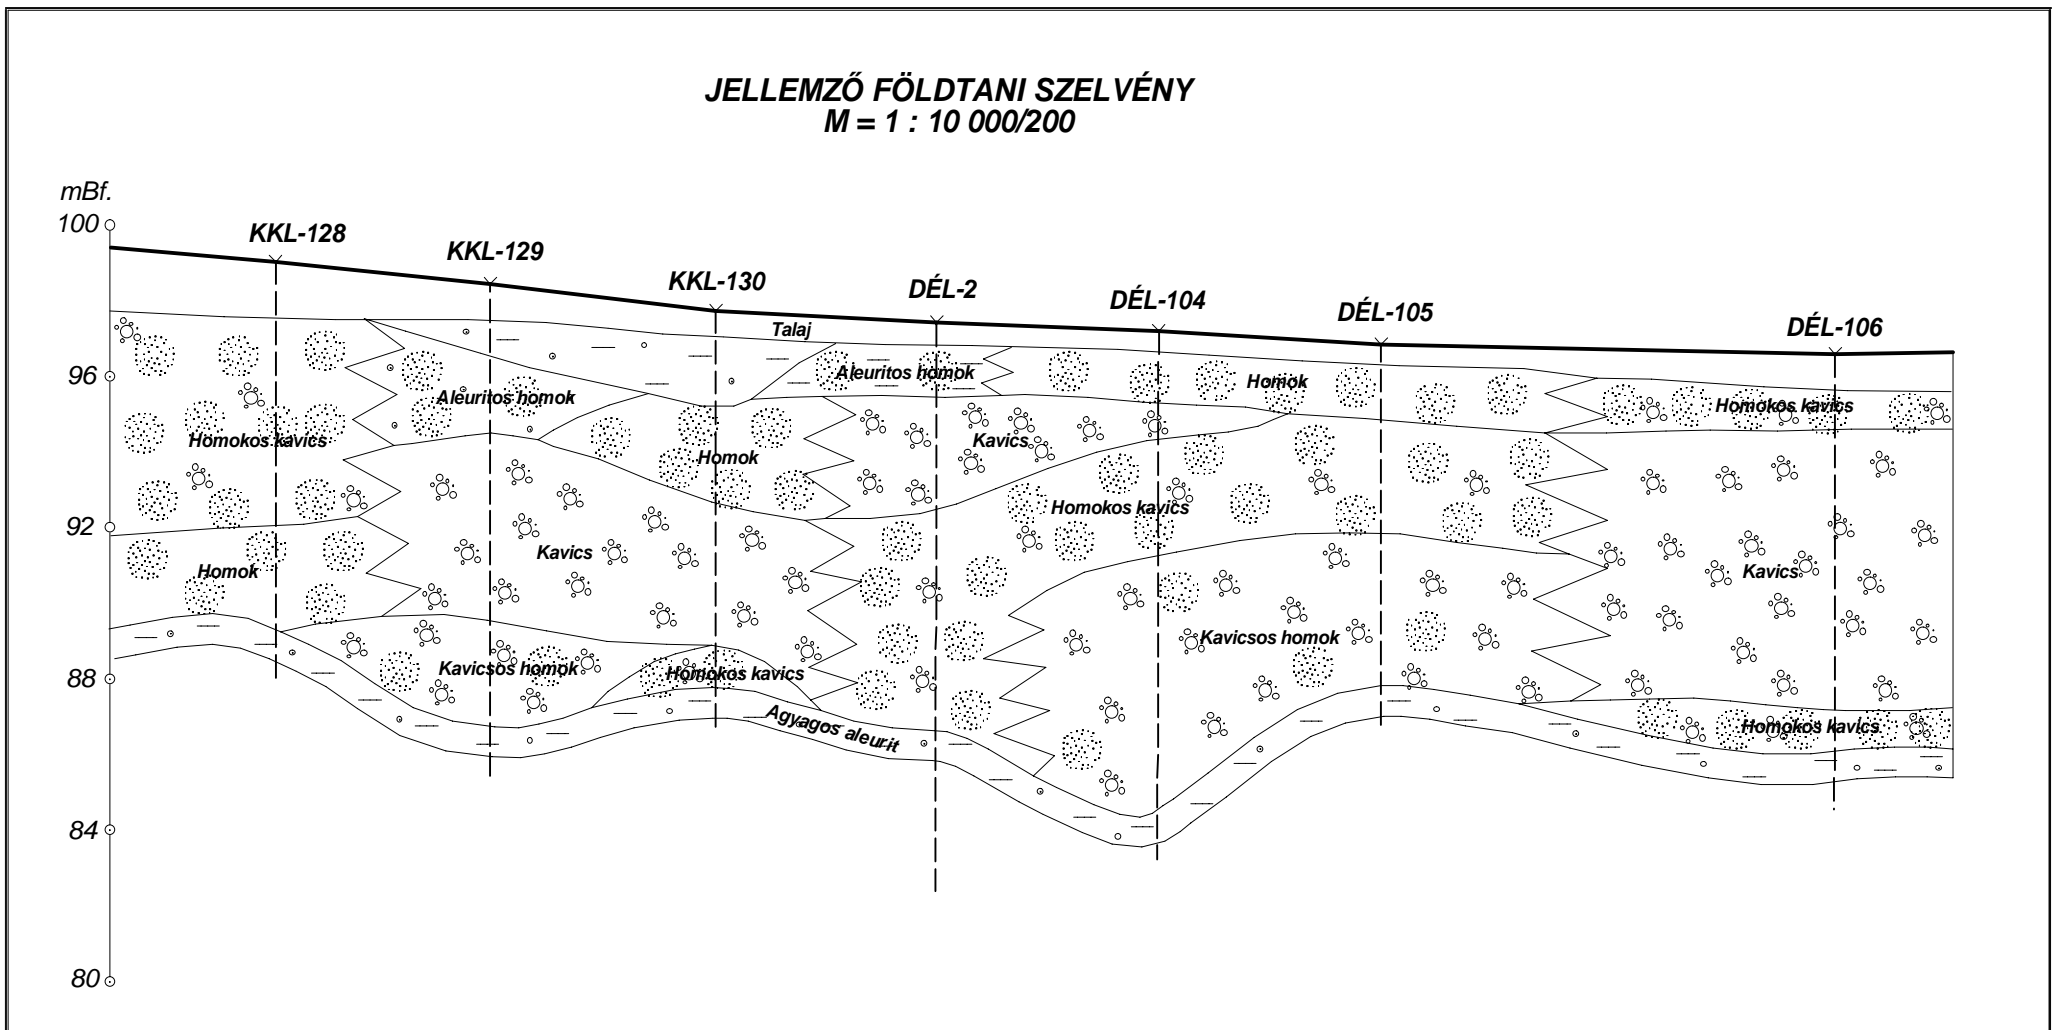 JELLEMZŐ FÖLDTANI SZELVÉNY
M = 1 : 10 000/200
mBf.
100
96
92
88
84
80
KKL-128
KKL-129
KKL-130
DÉL-2
DÉL-104
DÉL-105
DÉL-106
Talaj
Aleuritos homok
Homok
Aleuritos homok
Homokos kavics
Homokos kavics
Kavics
Homok
Homokos kavics
Kavics
Homok
Kavics
Kavicsos homok
Kavicsos homok
Homokos kavics
Agyagos aleurit
Homokos kavics